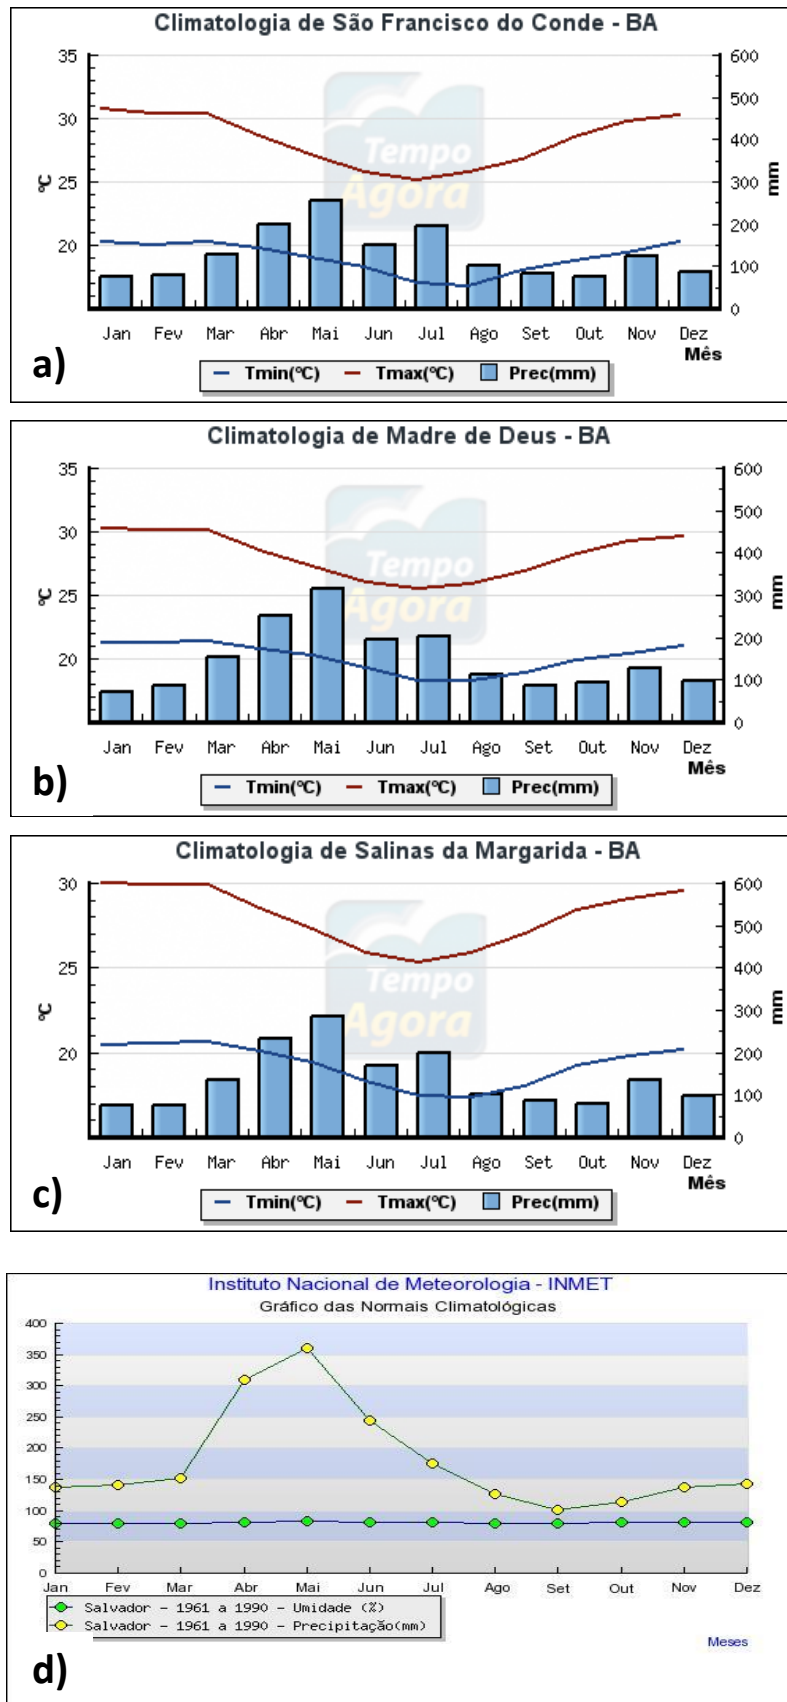 Climatologia de São Francisco do Conde - BA
35 600
500
30
400
Tempo
25 300
Agora
°C mm
200
20
100
0
Jan Fev Mar Abr Mai Jun Jul Ago Set Out Nov Dez
Mês
a)
Tmin(°C) Tmax(°C) Prec(mm)
Climatologia de Madre de Deus - BA
35 600
500
30
400
Tempo
25 300
Agora
°C mm
200
20
100
0
Jan Fev Mar Abr Mai Jun Jul Ago Set Out Nov Dez
Mês
b)
Tmin(°C) Tmax(°C) Prec(mm)
Climatologia de Salinas da Margarida - BA
30 600
500
25 400
Tempo
300
Agora
°C mm
20 200
100
0
Jan Fev Mar Abr Mai Jun Jul Ago Set Out Nov Dez
Mês
c)
Tmin(°C) Tmax(°C) Prec(mm)
Instituto Nacional de Meteorologia - INMET
Gráfico das Normais Climatológicas
400
350
300
250
200
150
100
50
0
Jan Fev Mar Abr Mai Jun Jul Ago Set Out Nov Dez
Salvador - 1961 a 1990 - Umidade (%)
Salvador - 1961 a 1990 - Precipitação(mm)
Meses
d)